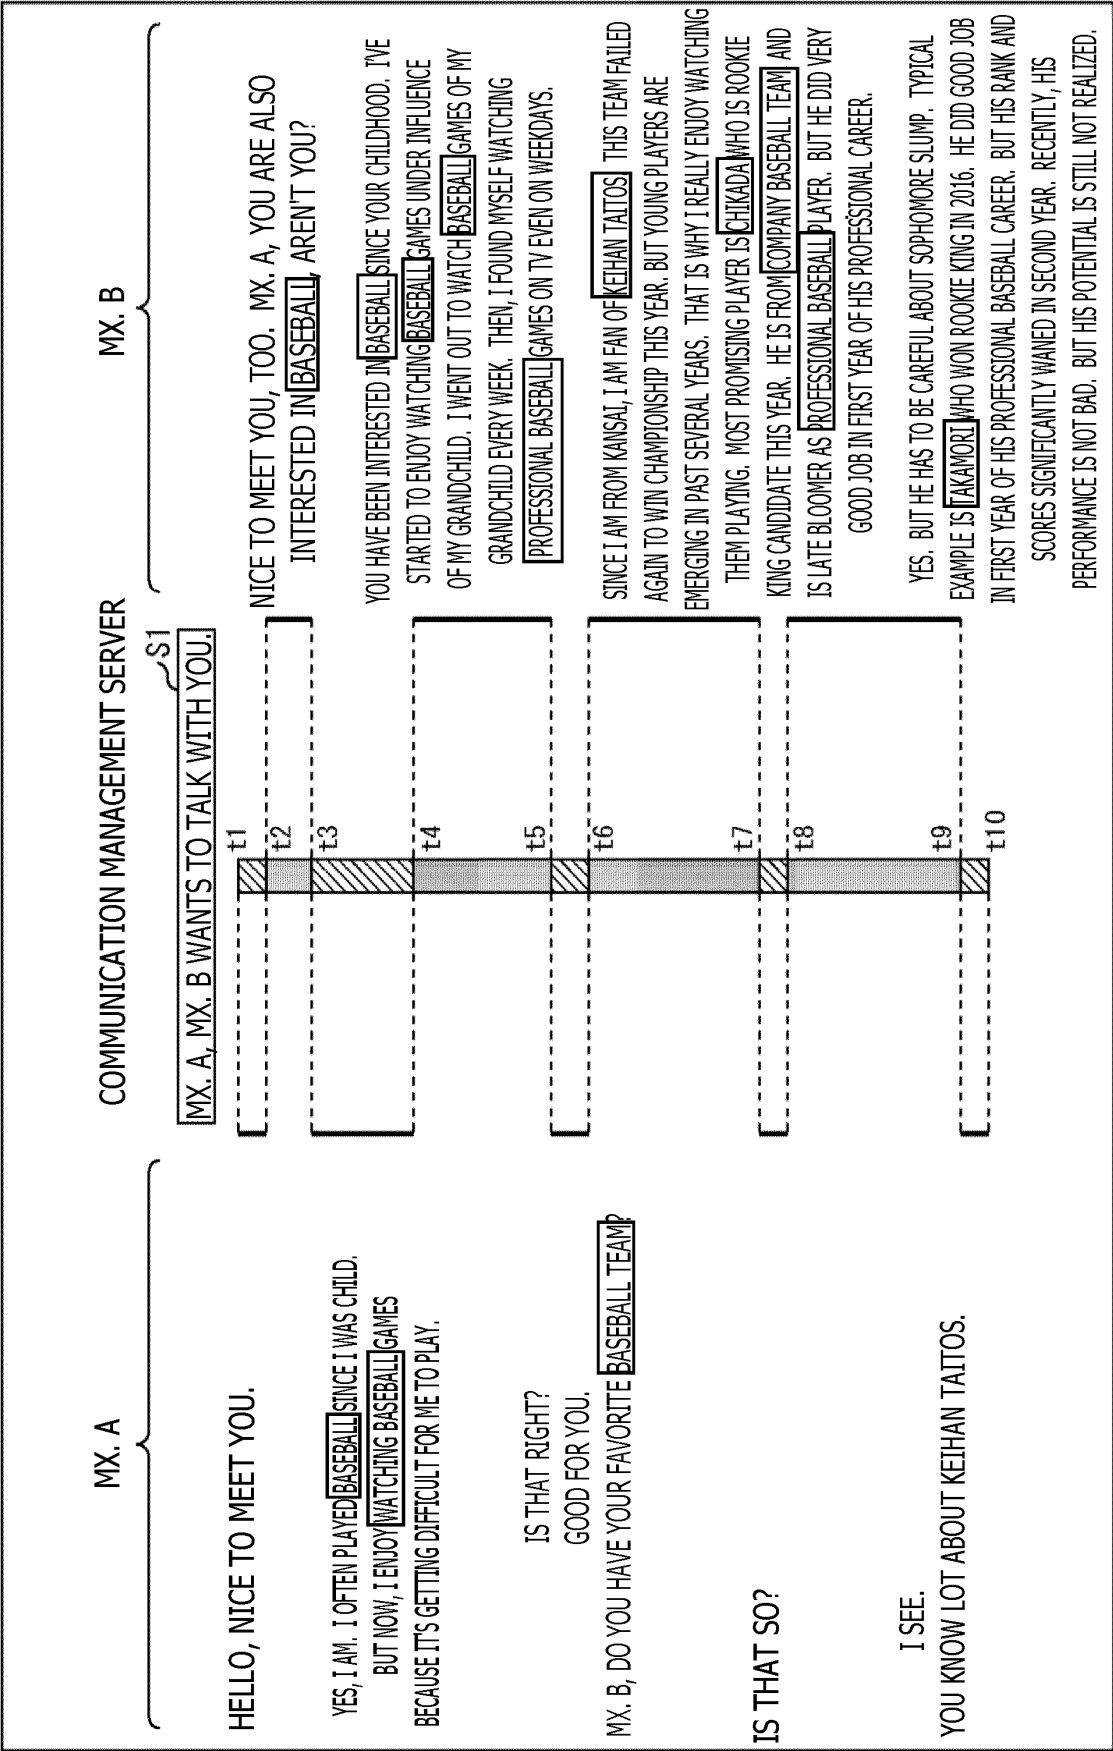 COMMUNICATION MANAGEMENT SERVER
MX. A
MX. B
S1
MX. A, MX. B WANTS TO TALK WITH YOU.
t1
t2
t3
t4
t5
t6
t7
t8
t9
t10
HELLO, NICE TO MEET YOU.
NICE TO MEET YOU, TOO. MX. A, YOU ARE ALSO
INTERESTED IN BASEBALL, AREN'T YOU?
YES, I AM. I OFTEN PLAYED BASEBALL SINCE I WAS CHILD.
BUT NOW, I ENJOY WATCHING BASEBALL GAMES
BECAUSE IT'S GETTING DIFFICULT FOR ME TO PLAY.
YOU HAVE BEEN INTERESTED IN BASEBALL SINCE YOUR CHILDHOOD. I'VE
STARTED TO ENJOY WATCHING BASEBALL GAMES UNDER INFLUENCE
OF MY GRANDCHILD. I WENT OUT TO WATCH BASEBALL GAMES OF MY
GRANDCHILD EVERY WEEK. THEN, I FOUND MYSELF WATCHING
PROFESSIONAL BASEBALL GAMES ON TV EVEN ON WEEKDAYS.
IS THAT RIGHT?
GOOD FOR YOU.
MX. B, DO YOU HAVE YOUR FAVORITE BASEBALL TEAM?
SINCE I AM FROM KANSAI, I AM FAN OF KEIHAN TAITOS. THIS TEAM FAILED
AGAIN TO WIN CHAMPIONSHIP THIS YEAR. BUT YOUNG PLAYERS ARE
EMERGING IN PAST SEVERAL YEARS. THAT IS WHY I REALLY ENJOY WATCHING
THEM PLAYING. MOST PROMISING PLAYER IS CHIKADA WHO IS ROOKIE
KING CANDIDATE THIS YEAR. HE IS FROM COMPANY BASEBALL TEAM AND
IS LATE BLOOMER AS PROFESSIONAL BASEBALL PLAYER. BUT HE DID VERY
GOOD JOB IN FIRST YEAR OF HIS PROFESSIONAL CAREER.
IS THAT SO?
YES. BUT HE HAS TO BE CAREFUL ABOUT SOPHOMORE SLUMP. TYPICAL
EXAMPLE IS TAKAMORI WHO WON ROOKIE KING IN 2016. HE DID GOOD JOB
IN FIRST YEAR OF HIS PROFESSIONAL BASEBALL CAREER. BUT HIS RANK AND
SCORES SIGNIFICANTLY WANED IN SECOND YEAR. RECENTLY, HIS
PERFORMANCE IS NOT BAD. BUT HIS POTENTIAL IS STILL NOT REALIZED.
I SEE.
YOU KNOW LOT ABOUT KEIHAN TAITOS.